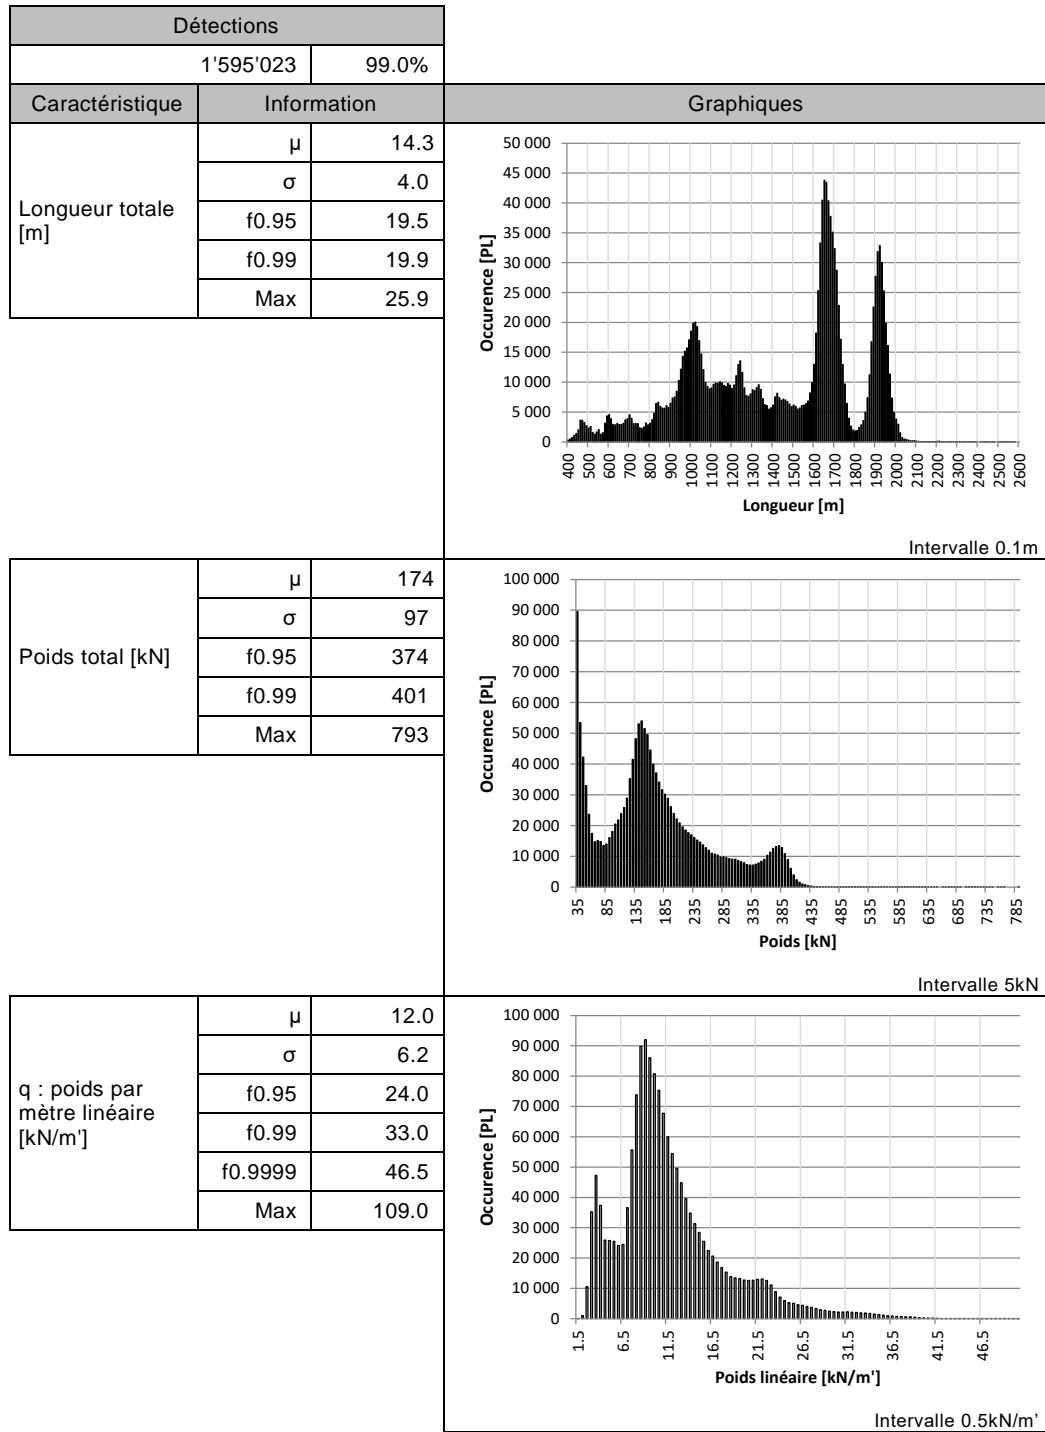 Détections
1'595'023 99.0%
Caractéristique Information Graphiques
Longueur totale
[m]
µ 14.3
σ 4.0
f0.95 19.5
f0.99 19.9
Max 25.9
Occurence [PL]
50 000
45 000
40 000
35 000
30 000
25 000
20 000
15 000
10 000
5 000
0
400 500 600 700 800 900 1000 1100 1200 1300 1400 1500 1600 1700 1800 1900 2000 2100 2200 2300 2400 2500 2600
Longueur [m]
Intervalle 0.1m
Poids total [kN]
µ 174
σ 97
f0.95 374
f0.99 401
Max 793
Occurence [PL]
100 000
90 000
80 000
70 000
60 000
50 000
40 000
30 000
20 000
10 000
0
35 85 135 185 235 285 335 385 435 485 535 585 635 685 735 785
Poids [kN]
Intervalle 5kN
q : poids par
mètre linéaire
[kN/m']
µ 12.0
σ 6.2
f0.95 24.0
f0.99 33.0
f0.9999 46.5
Max 109.0
Occurence [PL]
100 000
90 000
80 000
70 000
60 000
50 000
40 000
30 000
20 000
10 000
0
1.5 6.5 11.5 16.5 21.5 26.5 31.5 36.5 41.5 46.5
Poids linéaire [kN/m']
Intervalle 0.5kN/m’